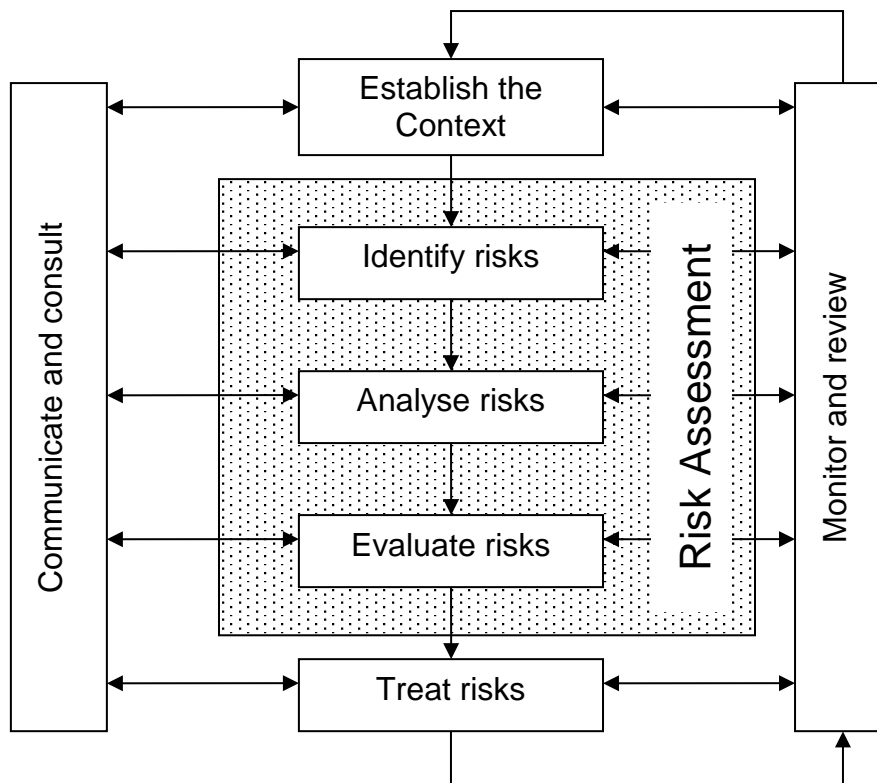 Establish the
Context
Communicate and consult
Identify risks
Analyse risks
Evaluate risks
Risk Assessment
Monitor and review
Treat risks